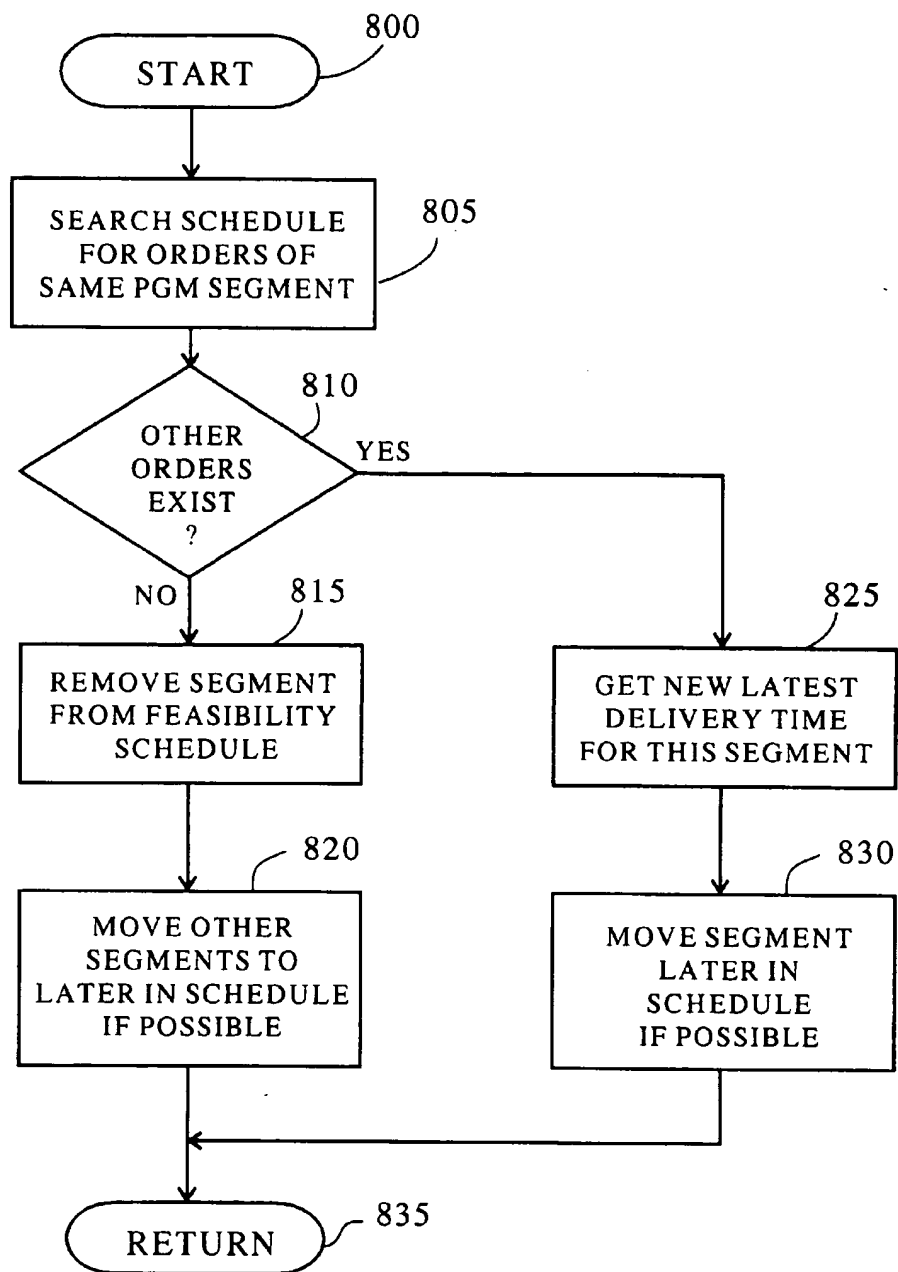 800
START
805
SEARCH SCHEDULE
FOR ORDERS OF
SAME PGM SEGMENT
810
OTHER
ORDERS
EXIST
?
YES
NO
815
REMOVE SEGMENT
FROM FEASIBILITY
SCHEDULE
825
GET NEW LATEST
DELIVERY TIME
FOR THIS SEGMENT
820
MOVE OTHER
SEGMENTS TO
LATER IN SCHEDULE
IF POSSIBLE
830
MOVE SEGMENT
LATER IN
SCHEDULE
IF POSSIBLE
RETURN
835